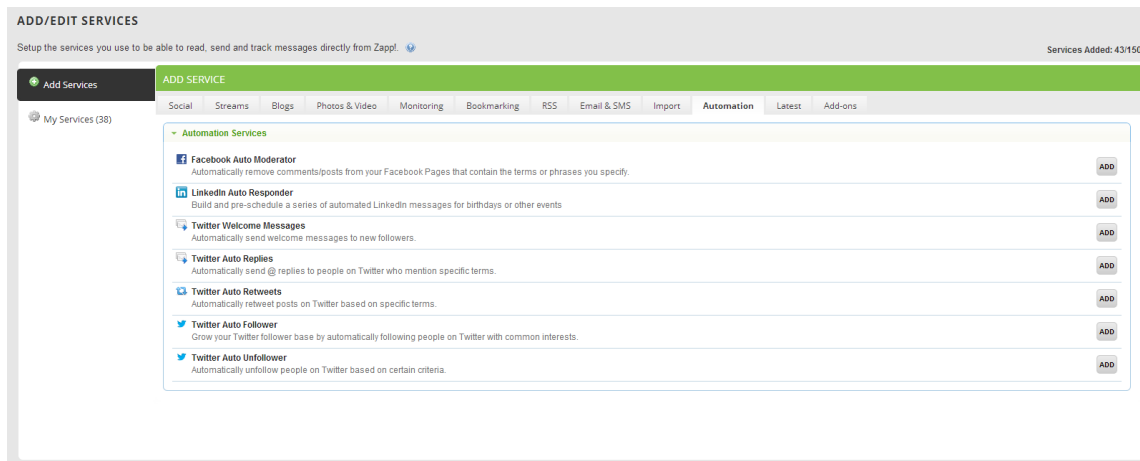 ADD/EDIT SERVICES
Setup the services you use to be able to read, send and track messages directly from Zapp!.
Services Added: 43/150
Add Services
My Services (38)
ADD SERVICE
Social Streams Blogs Photos & Video Monitoring Bookmarking RSS Email & SMS Import Automation Latest Add-ons
Automation Services
Facebook Auto Moderator
Automatically remove comments/posts from your Facebook Pages that contain the terms or phrases you specify.
ADD
LinkedIn Auto Responder
Build and pre-schedule a series of automated LinkedIn messages for birthdays or other events
ADD
Twitter Welcome Messages
Automatically send welcome messages to new followers.
ADD
Twitter Auto Replies
Automatically send @ replies to people on Twitter who mention specific terms.
ADD
Twitter Auto Retweets
Automatically retweet posts on Twitter based on specific terms.
ADD
Twitter Auto Follower
Grow your Twitter follower base by automatically following people on Twitter with common interests.
ADD
Twitter Auto Unfollower
Automatically unfollow people on Twitter based on certain criteria.
ADD